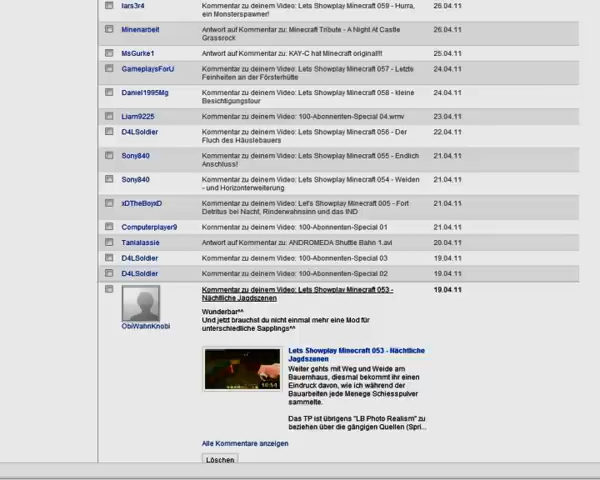 lars3r4 Kommentar zu deinem Video: Lets Showplay Minecraft 059 - Hurra, 26.04.11
ein Monsterspawner!
Minenarbeit Antwort auf Kommentar zu: Minecraft Tribute - A Night At Castle 26.04.11
Grassrock
MsGurke1 Antwort auf Kommentar zu: KAY-C hat Minecraft original!!! 25.04.11
GameplaysForU Kommentar zu deinem Video: Lets Showplay Minecraft 057 - Letzte 24.04.11
Feinheiten an der Försterhütte
Daniel1995Mg Kommentar zu deinem Video: Lets Showplay Minecraft 058 - kleine 24.04.11
Besichtigungstour
Liam9225 Kommentar zu deinem Video: 100-Abonnenten-Special 04.wmv 23.04.11
D4LSoldier Kommentar zu deinem Video: Lets Showplay Minecraft 056 - Der 22.04.11
Fluch des Häuslebauers
Sony840 Kommentar zu deinem Video: Lets Showplay Minecraft 055 - Endlich 21.04.11
Anschluss!
Sony840 Kommentar zu deinem Video: Lets Showplay Minecraft 054 - Weiden 21.04.11
- und Horizonterweiterung
xDTheBoyxD Kommentar zu deinem Video: Let's Showplay Minecraft 005 - Fort 21.04.11
Detritus bei Nacht, Rinderwahnsinn und das IND
Computerplayer9 Kommentar zu deinem Video: 100-Abonnenten-Special 01 21.04.11
Tanialassie Antwort auf Kommentar zu: ANDROMEDA Shuttle Bahn 1.avi 20.04.11
D4LSoldier Kommentar zu deinem Video: 100-Abonnenten-Special 03 19.04.11
D4LSoldier Kommentar zu deinem Video: 100-Abonnenten-Special 02 19.04.11
Kommentar zu deinem Video: Lets Showplay Minecraft 053 - 19.04.11
Nächtliche Jagdszenen
ObiWahnKnobi
Wunderbar^^
Und jetzt brauchst du nicht einmal mehr eine Mod für
unterschiedliche Sapplings^^
10:54
Lets Showplay Minecraft 053 - Nächtliche
Jagdszenen
Weiter gehts mit Weg und Weide am
Bauernhaus, diesmal bekommt ihr einen
Eindruck davon, wie ich während der
Bauarbeiten jede Menge Schiesspulver
sammelte.
Das TP ist übrigens "LB Photo Realism" zu
beziehen über die gängigen Quellen (Spri...
Alle Kommentare anzeigen
Löschen